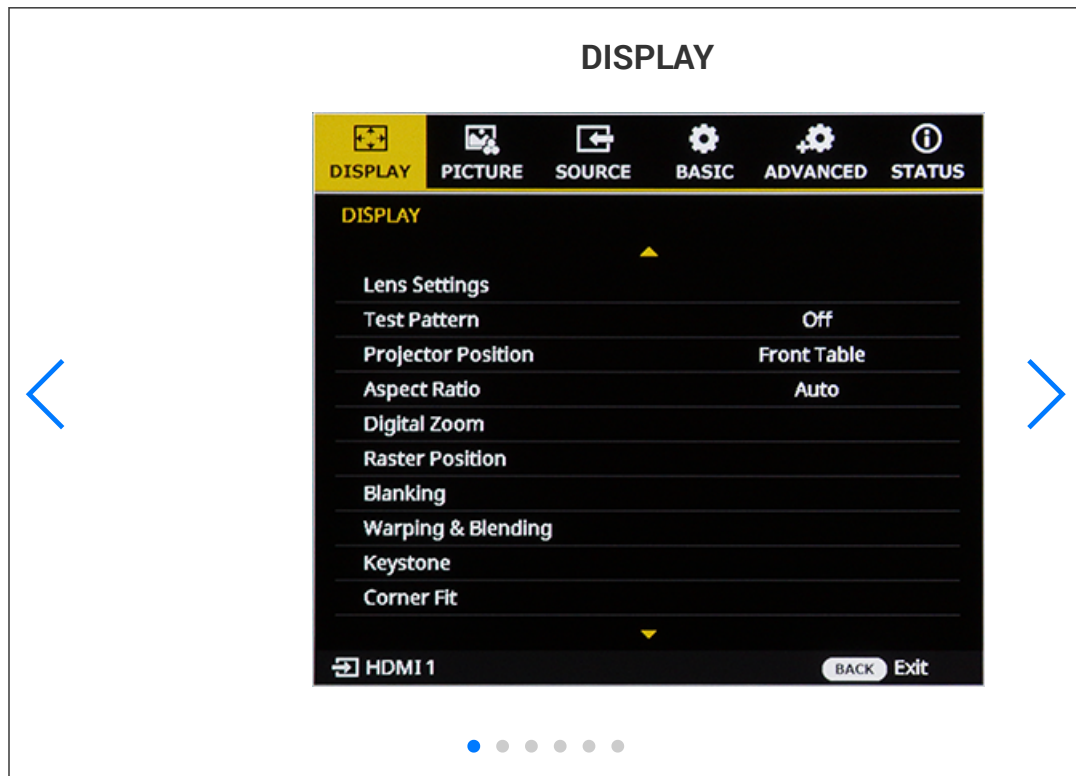 DISPLAY
DISPLAY PICTURE SOURCE BASIC ADVANCED STATUS
DISPLAY
Lens Settings
Test Pattern Off
Projector Position Front Table
Aspect Ratio Auto
Digital Zoom
Raster Position
Blanking
Warping & Blending
Keystone
Corner Fit
HDMI 1 BACK Exit